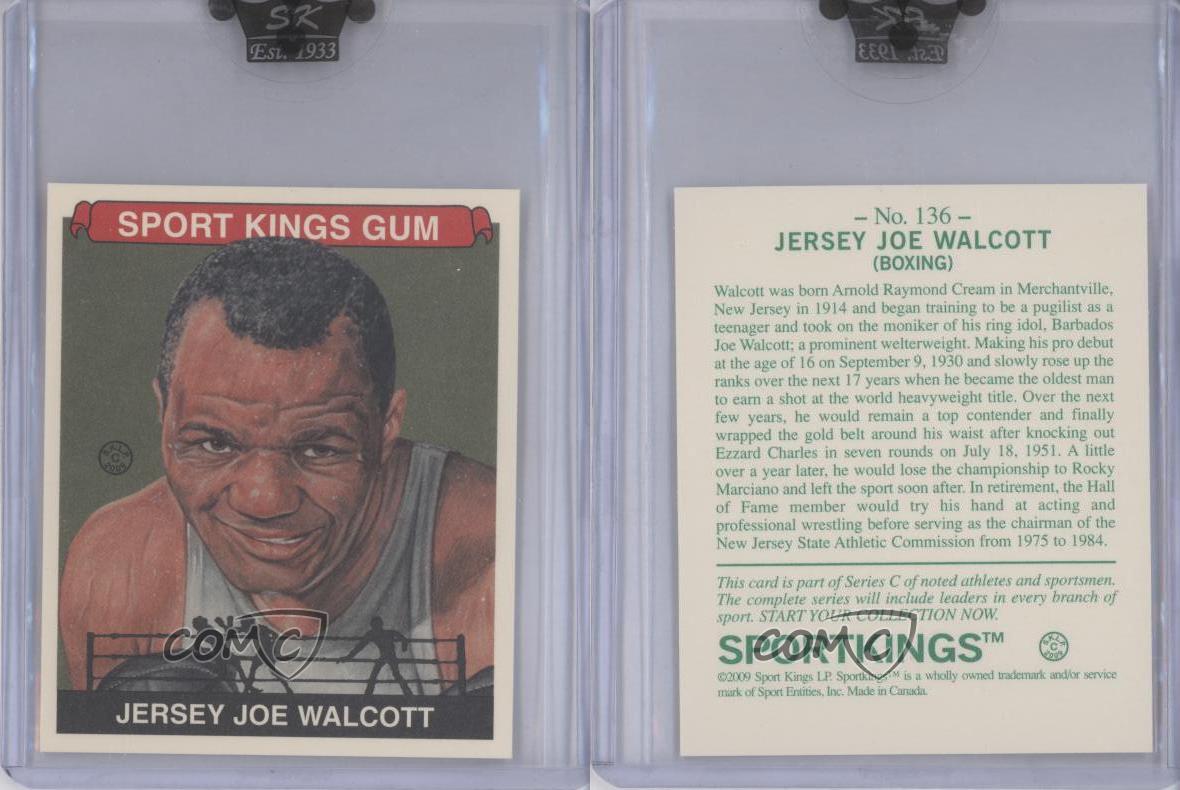 SK
Est. 1933
SPORT KINGS GUM
S.K.L.P.
C
2009
COMC
JERSEY JOE WALCOTT
SK
Est. 1933
– No. 136 –
JERSEY JOE WALCOTT
(BOXING)
Walcott was born Arnold Raymond Cream in Merchantville,
New Jersey in 1914 and began training to be a pugilist as a
teenager and took on the moniker of his ring idol, Barbados
Joe Walcott; a prominent welterweight. Making his pro debut
at the age of 16 on September 9, 1930 and slowly rose up the
ranks over the next 17 years when he became the oldest man
to earn a shot at the world heavyweight title. Over the next
few years, he would remain a top contender and finally
wrapped the gold belt around his waist after knocking out
Ezzard Charles in seven rounds on July 18, 1951. A little
over a year later, he would lose the championship to Rocky
Marciano and left the sport soon after. In retirement, the Hall
of Fame member would try his hand at acting and
professional wrestling before serving as the chairman of the
New Jersey State Athletic Commission from 1975 to 1984.
This card is part of Series C of noted athletes and sportsmen.
The complete series will include leaders in every branch of
sport. START YOUR COLLECTION NOW.
SPORTKINGS™
S.K.L.P.
C
2009
COMC
©2009 Sport Kings LP. Sportkings™ is a wholly owned trademark and/or service
mark of Sport Entities, Inc. Made in Canada.